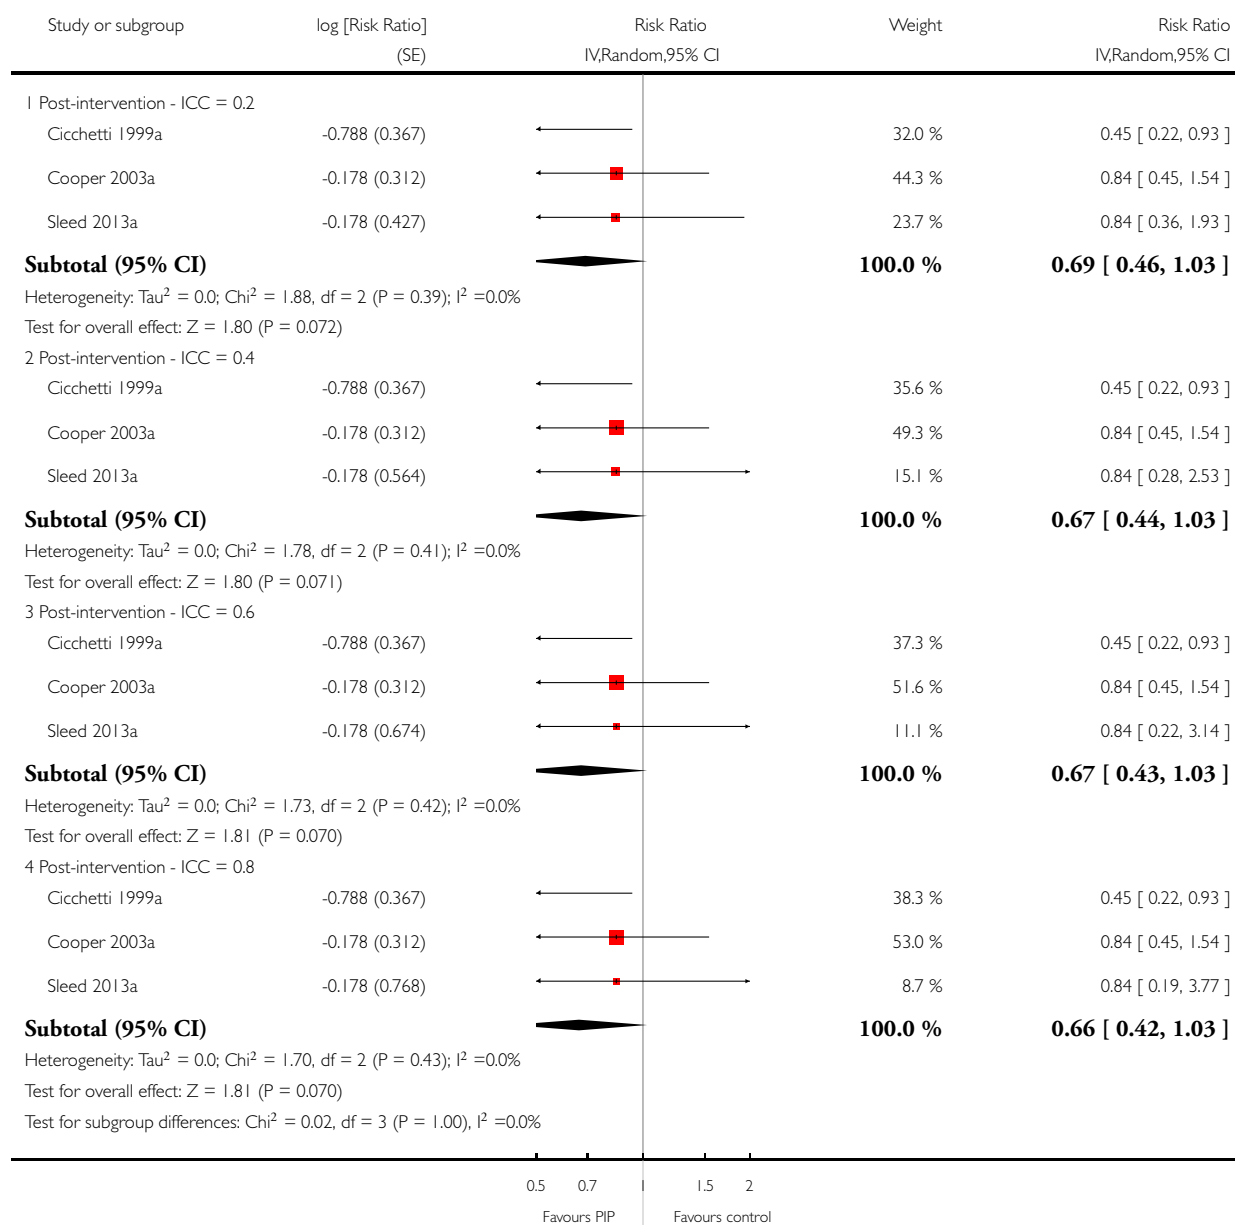 Study or subgroup log [Risk Ratio] Risk Ratio Weight Risk Ratio
(SE) IV,Random,95% CI IV,Random,95% CI
1 Post-intervention - ICC = 0.2
Cicchetti 1999a -0.788 (0.367) 32.0 % 0.45 [ 0.22, 0.93 ]
Cooper 2003a -0.178 (0.312) 44.3 % 0.84 [ 0.45, 1.54 ]
Sleed 2013a -0.178 (0.427) 23.7 % 0.84 [ 0.36, 1.93 ]
Subtotal (95% CI) 100.0 % 0.69 [ 0.46, 1.03 ]
Heterogeneity: Tau² = 0.0; Chi² = 1.88, df = 2 (P = 0.39); I² =0.0%
Test for overall effect: Z = 1.80 (P = 0.072)
2 Post-intervention - ICC = 0.4
Cicchetti 1999a -0.788 (0.367) 35.6 % 0.45 [ 0.22, 0.93 ]
Cooper 2003a -0.178 (0.312) 49.3 % 0.84 [ 0.45, 1.54 ]
Sleed 2013a -0.178 (0.564) 15.1 % 0.84 [ 0.28, 2.53 ]
Subtotal (95% CI) 100.0 % 0.67 [ 0.44, 1.03 ]
Heterogeneity: Tau² = 0.0; Chi² = 1.78, df = 2 (P = 0.41); I² =0.0%
Test for overall effect: Z = 1.80 (P = 0.071)
3 Post-intervention - ICC = 0.6
Cicchetti 1999a -0.788 (0.367) 37.3 % 0.45 [ 0.22, 0.93 ]
Cooper 2003a -0.178 (0.312) 51.6 % 0.84 [ 0.45, 1.54 ]
Sleed 2013a -0.178 (0.674) 11.1 % 0.84 [ 0.22, 3.14 ]
Subtotal (95% CI) 100.0 % 0.67 [ 0.43, 1.03 ]
Heterogeneity: Tau² = 0.0; Chi² = 1.73, df = 2 (P = 0.42); I² =0.0%
Test for overall effect: Z = 1.81 (P = 0.070)
4 Post-intervention - ICC = 0.8
Cicchetti 1999a -0.788 (0.367) 38.3 % 0.45 [ 0.22, 0.93 ]
Cooper 2003a -0.178 (0.312) 53.0 % 0.84 [ 0.45, 1.54 ]
Sleed 2013a -0.178 (0.768) 8.7 % 0.84 [ 0.19, 3.77 ]
Subtotal (95% CI) 100.0 % 0.66 [ 0.42, 1.03 ]
Heterogeneity: Tau² = 0.0; Chi² = 1.70, df = 2 (P = 0.43); I² =0.0%
Test for overall effect: Z = 1.81 (P = 0.070)
Test for subgroup differences: Chi² = 0.02, df = 3 (P = 1.00), I² =0.0%
0.5 0.7 1 1.5 2
Favours PIP Favours control